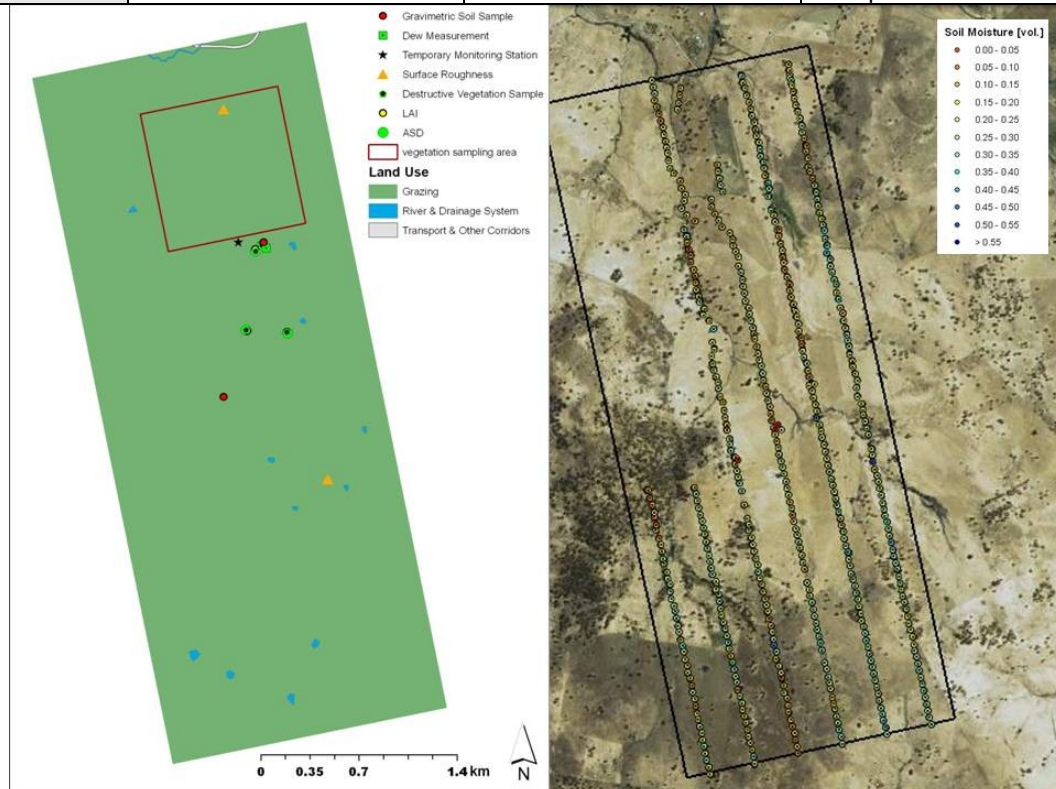 Gravimetric Soil Sample
Dew Measurement
Temporary Monitoring Station
Surface Roughness
Destructive Vegetation Sample
LAI
ASD
vegetation sampling area
Land Use
Grazing
River & Drainage System
Transport & Other Corridors
0 0.35 0.7 1.4 km
N
Soil Moisture [vol.]
0.00 - 0.05
0.05 - 0.10
0.10 - 0.15
0.15 - 0.20
0.20 - 0.25
0.25 - 0.30
0.30 - 0.35
0.35 - 0.40
0.40 - 0.45
0.45 - 0.50
0.50 - 0.55
> 0.55